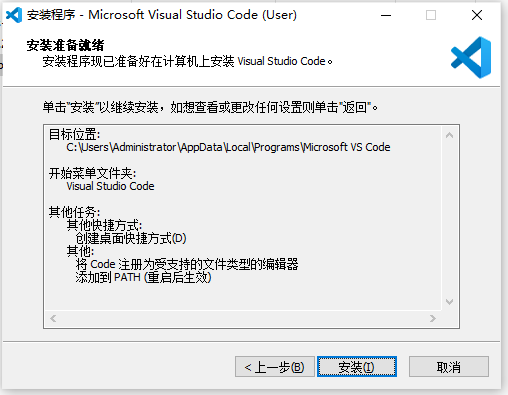 安装程序 - Microsoft Visual Studio Code (User)
安装准备就绪
安装程序现已准备好在计算机上安装 Visual Studio Code。
单击"安装"以继续安装，如想查看或更改任何设置则单击"返回"。
目标位置:
C:\Users\Administrator\AppData\Local\Programs\Microsoft VS Code
开始菜单文件夹:
Visual Studio Code
其他任务:
其他快捷方式:
创建桌面快捷方式(D)
其他:
将 Code 注册为受支持的文件类型的编辑器
添加到 PATH (重启后生效)
< 上一步(B)
安装(I)
取消